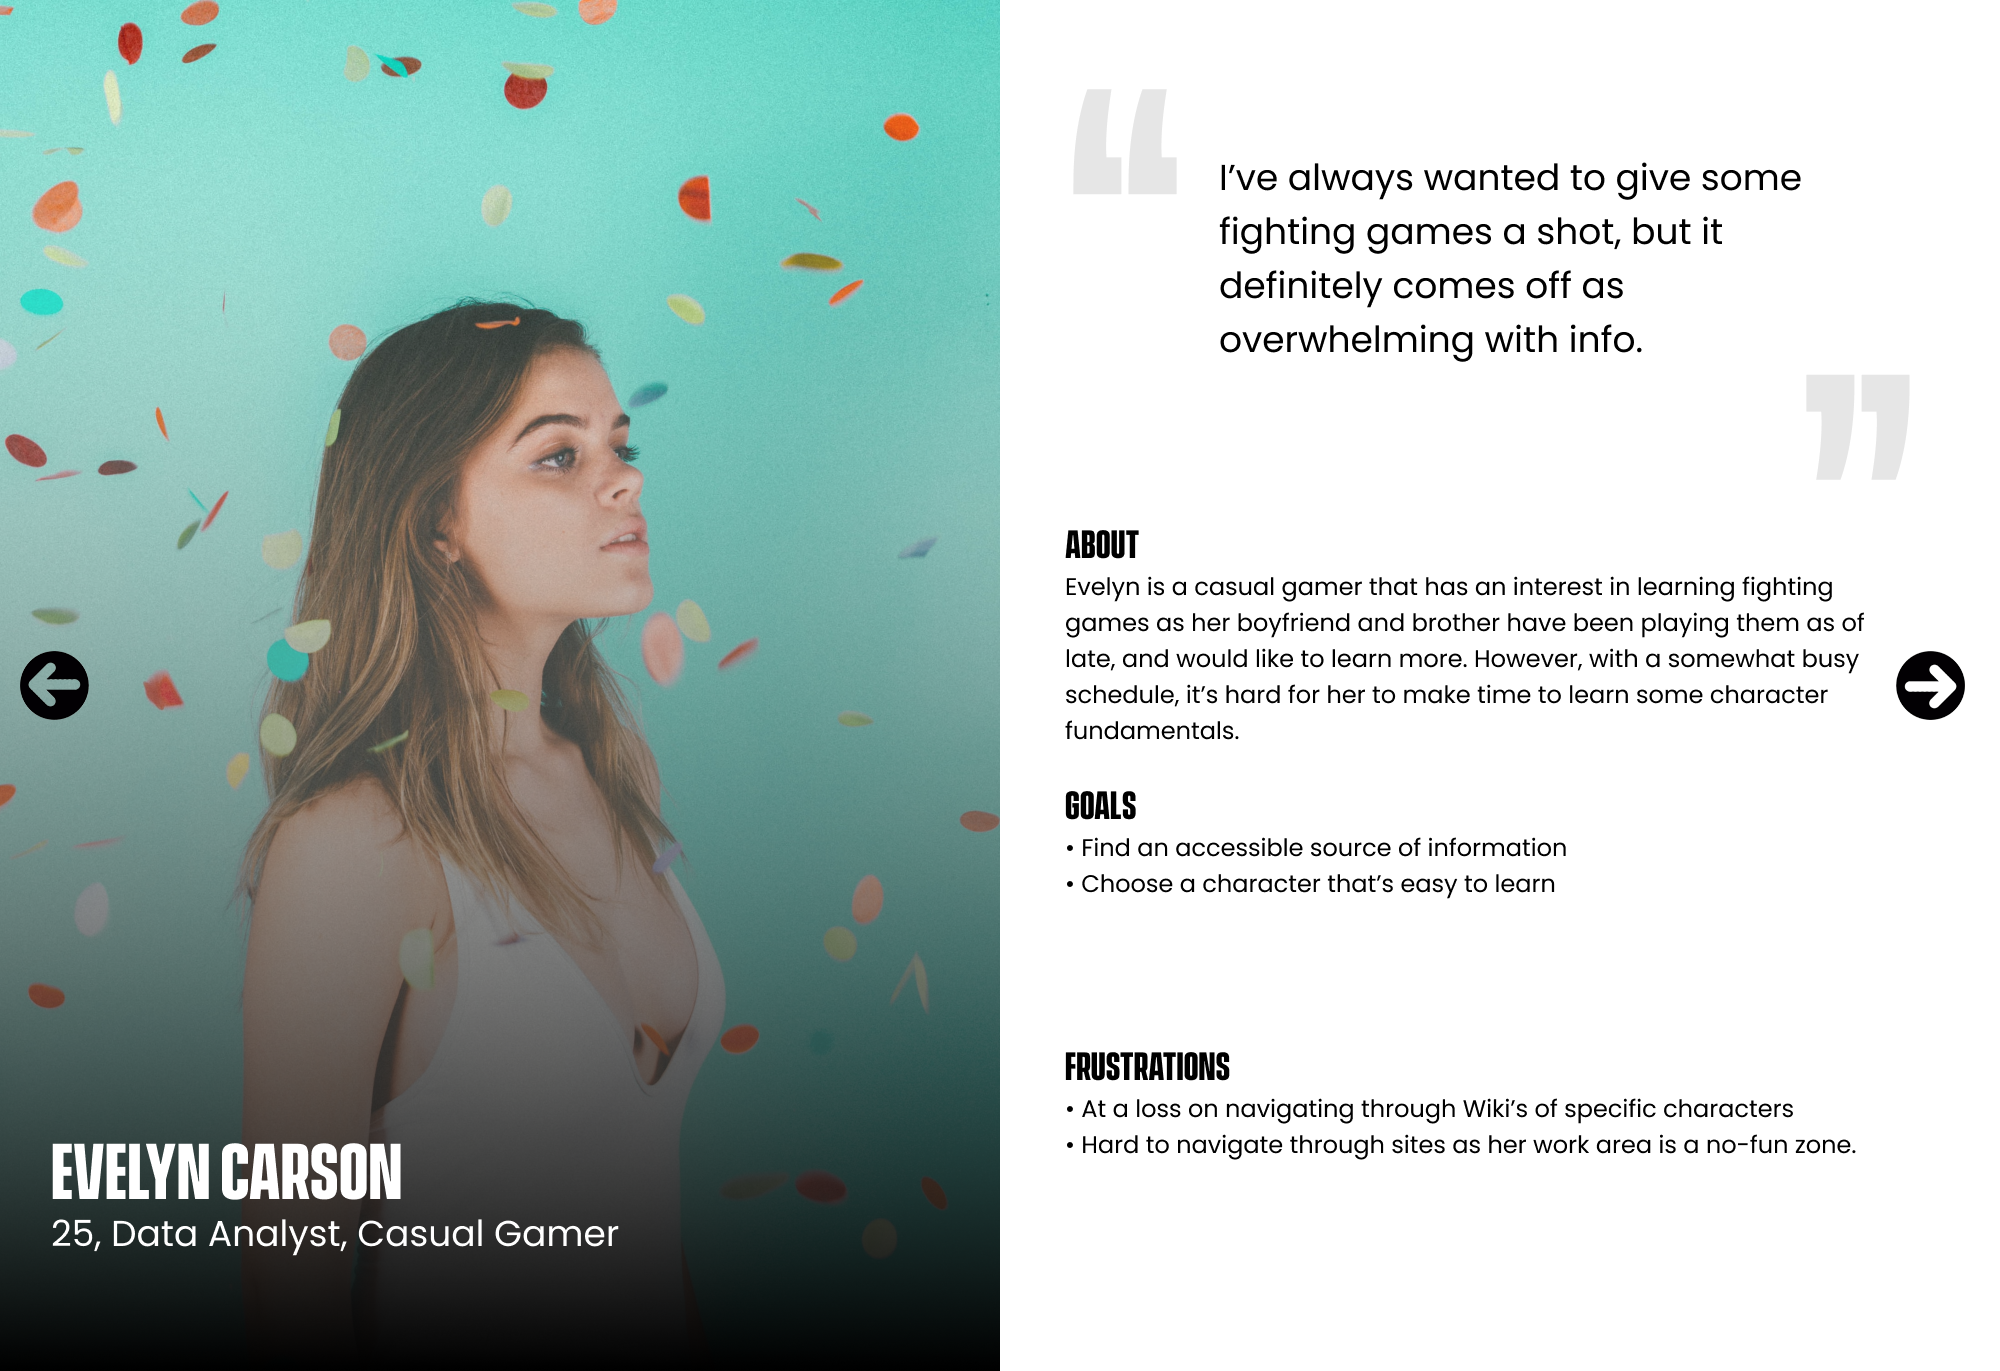 “
I’ve always wanted to give some
fighting games a shot, but it
definitely comes off as
overwhelming with info.
”
ABOUT
Evelyn is a casual gamer that has an interest in learning fighting
games as her boyfriend and brother have been playing them as of
late, and would like to learn more. However, with a somewhat busy
schedule, it’s hard for her to make time to learn some character
fundamentals.
GOALS
• Find an accessible source of information
• Choose a character that’s easy to learn
FRUSTRATIONS
• At a loss on navigating through Wiki’s of specific characters
• Hard to navigate through sites as her work area is a no-fun zone.
EVELYN CARSON
25, Data Analyst, Casual Gamer